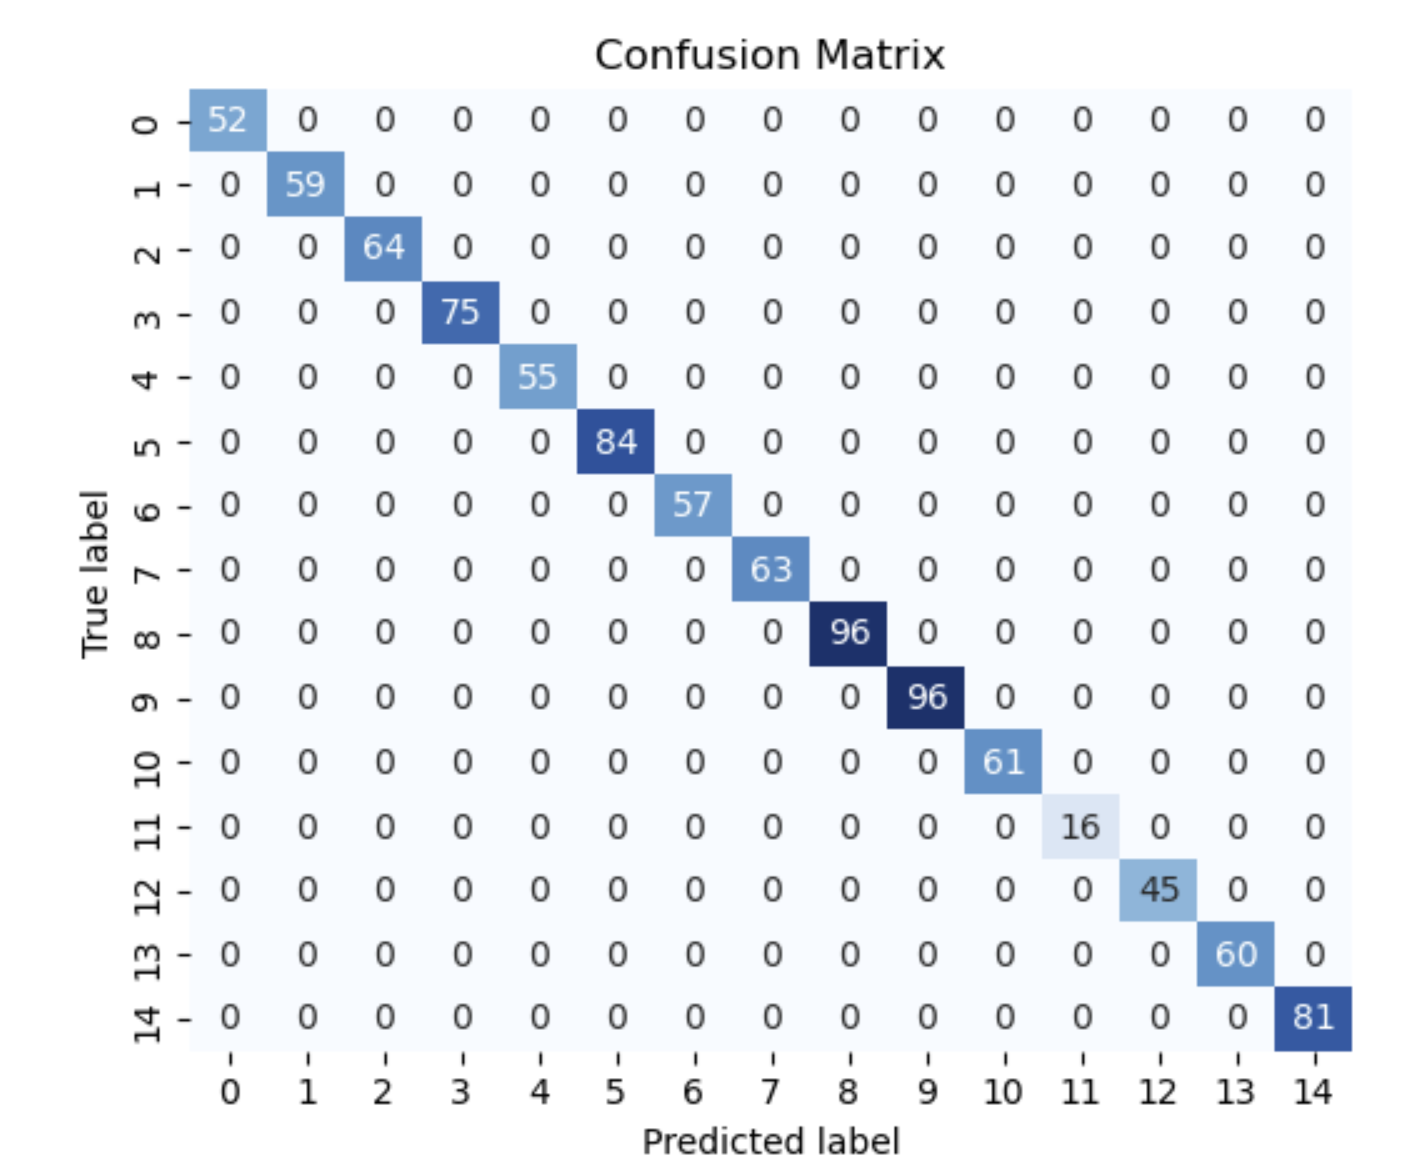 Confusion Matrix
0 52 0 0 0 0 0 0 0 0 0 0 0 0 0 0
1 0 59 0 0 0 0 0 0 0 0 0 0 0 0 0
2 0 0 64 0 0 0 0 0 0 0 0 0 0 0 0
3 0 0 0 75 0 0 0 0 0 0 0 0 0 0 0
4 0 0 0 0 55 0 0 0 0 0 0 0 0 0 0
5 0 0 0 0 0 84 0 0 0 0 0 0 0 0 0
6 0 0 0 0 0 0 57 0 0 0 0 0 0 0 0
7 0 0 0 0 0 0 0 63 0 0 0 0 0 0 0
8 0 0 0 0 0 0 0 0 96 0 0 0 0 0 0
9 0 0 0 0 0 0 0 0 0 96 0 0 0 0 0
10 0 0 0 0 0 0 0 0 0 0 61 0 0 0 0
11 0 0 0 0 0 0 0 0 0 0 0 16 0 0 0
12 0 0 0 0 0 0 0 0 0 0 0 0 45 0 0
13 0 0 0 0 0 0 0 0 0 0 0 0 0 60 0
14 0 0 0 0 0 0 0 0 0 0 0 0 0 0 81
0 1 2 3 4 5 6 7 8 9 10 11 12 13 14
Predicted label
True label